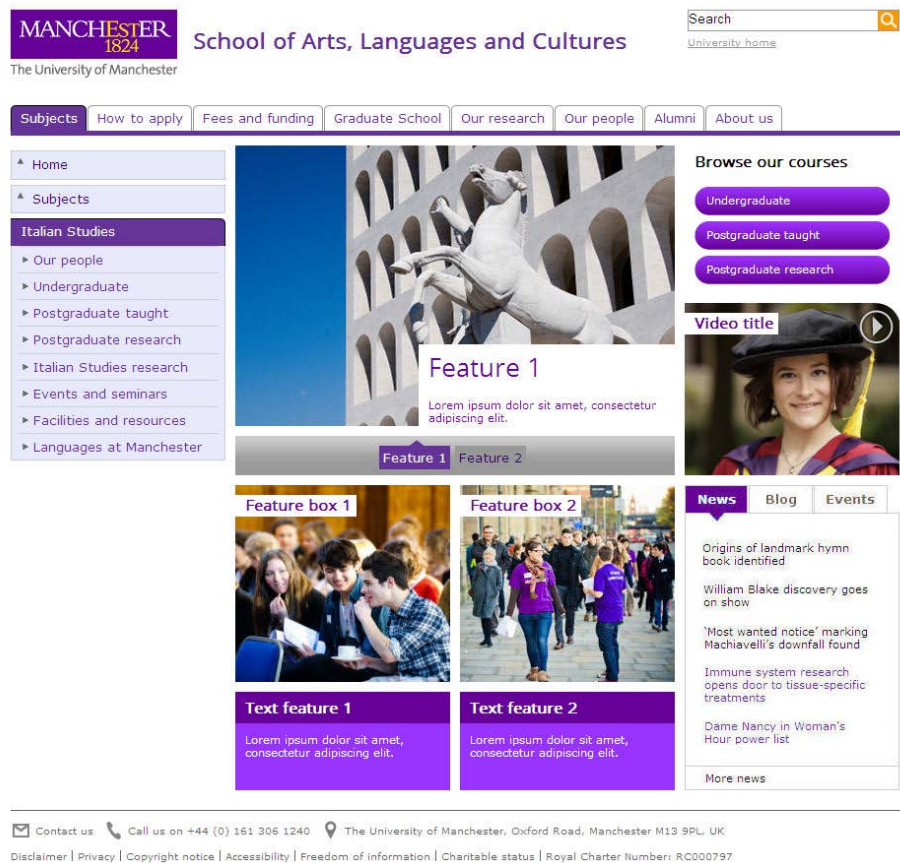 MANCHESTER
1824
The University of Manchester
School of Arts, Languages and Cultures
Search
University home
Subjects
How to apply
Fees and funding
Graduate School
Our research
Our people
Alumni
About us
Home
Subjects
Italian Studies
Our people
Undergraduate
Postgraduate taught
Postgraduate research
Italian Studies research
Events and seminars
Facilities and resources
Languages at Manchester
Feature 1
Lorem ipsum dolor sit amet, consectetur
adipiscing elit.
Feature 1
Feature 2
Feature box 1
Feature box 2
Text feature 1
Lorem ipsum dolor sit amet,
consectetur adipiscing elit.
Text feature 2
Lorem ipsum dolor sit amet,
consectetur adipiscing elit.
Browse our courses
Undergraduate
Postgraduate taught
Postgraduate research
Video title
News
Blog
Events
Origins of landmark hymn
book identified
William Blake discovery goes
on show
‘Most wanted notice’ marking
Machiavelli’s downfall found
Immune system research
opens door to tissue-specific
treatments
Dame Nancy in Woman’s
Hour power list
More news
Contact us
Call us on +44 (0) 161 306 1240
The University of Manchester, Oxford Road, Manchester M13 9PL, UK
Disclaimer | Privacy | Copyright notice | Accessibility | Freedom of information | Charitable status | Royal Charter Number: RC000797